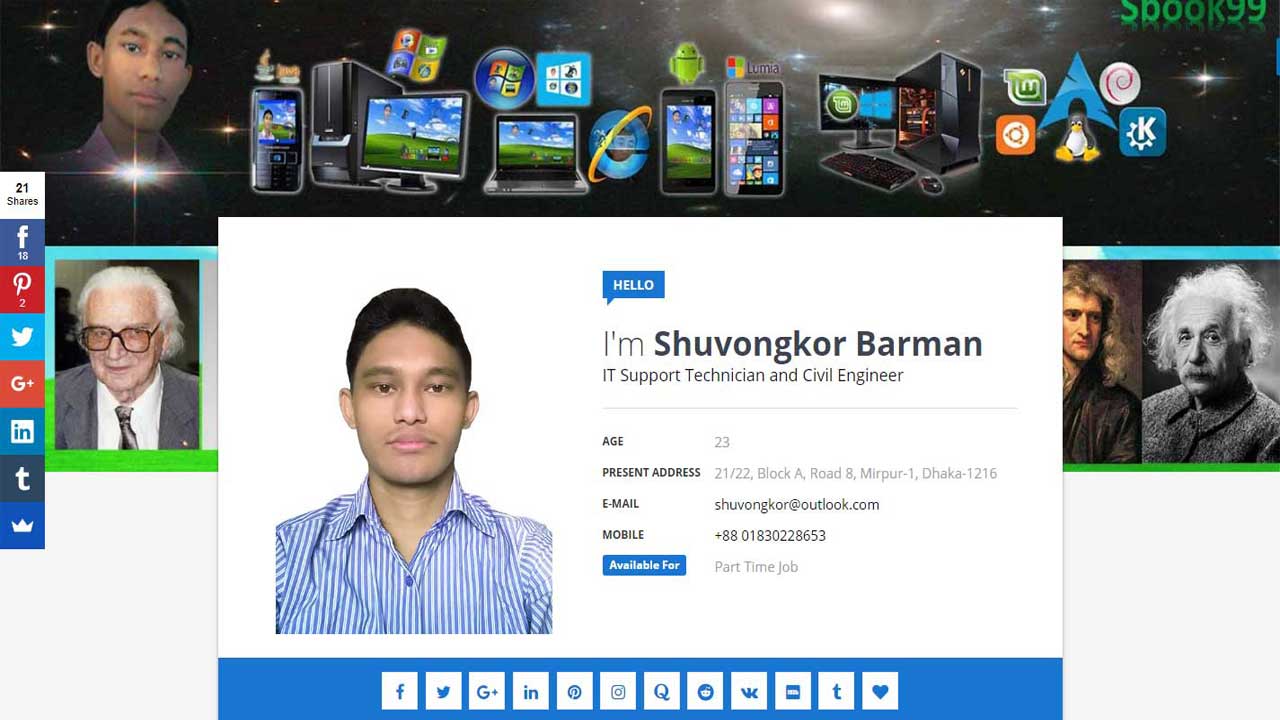 Sbook99
Java
Lumia
21
Shares
18
2
HELLO
I'm Shuvongkor Barman
IT Support Technician and Civil Engineer
AGE 23
PRESENT ADDRESS 21/22, Block A, Road 8, Mirpur-1, Dhaka-1216
E-MAIL shuvongkor@outlook.com
MOBILE +88 01830228653
Available For Part Time Job